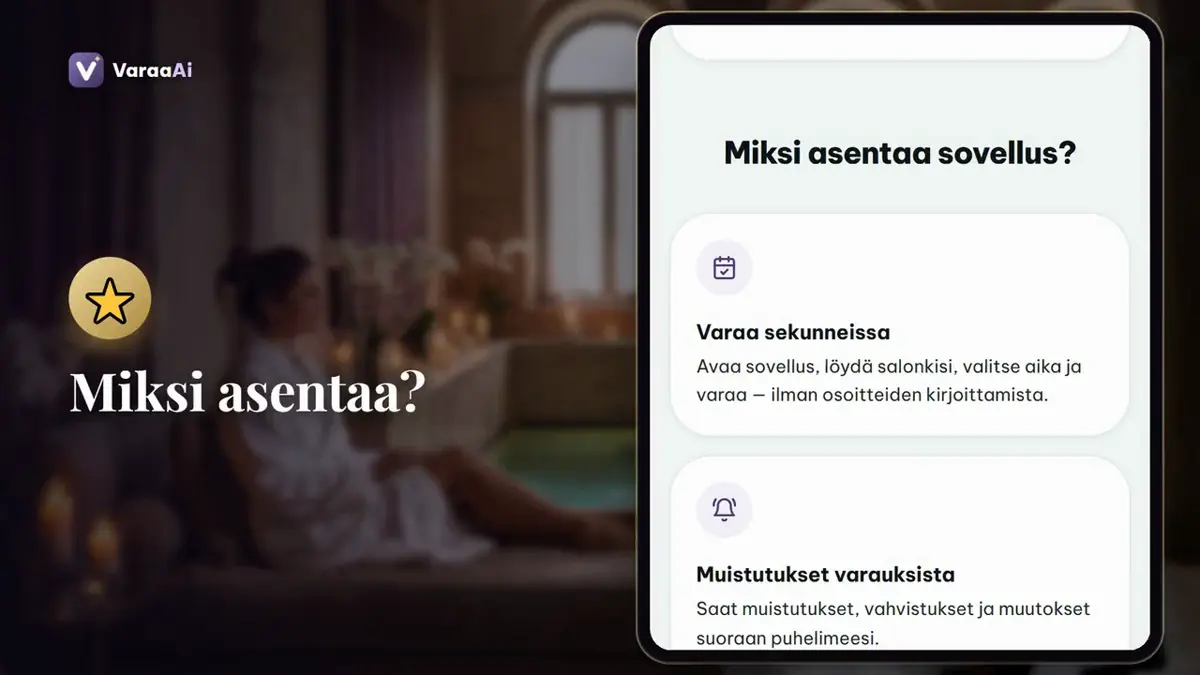 VaraaAi
Miksi asentaa?
Miksi asentaa sovellus?
Varaa sekunneissa
Avaa sovellus, löydä salonkisi, valitse aika ja
varaa — ilman osoitteiden kirjoittamista.
Muistutukset varauksista
Saat muistutukset, vahvistukset ja muutokset
suoraan puhelimeesi.